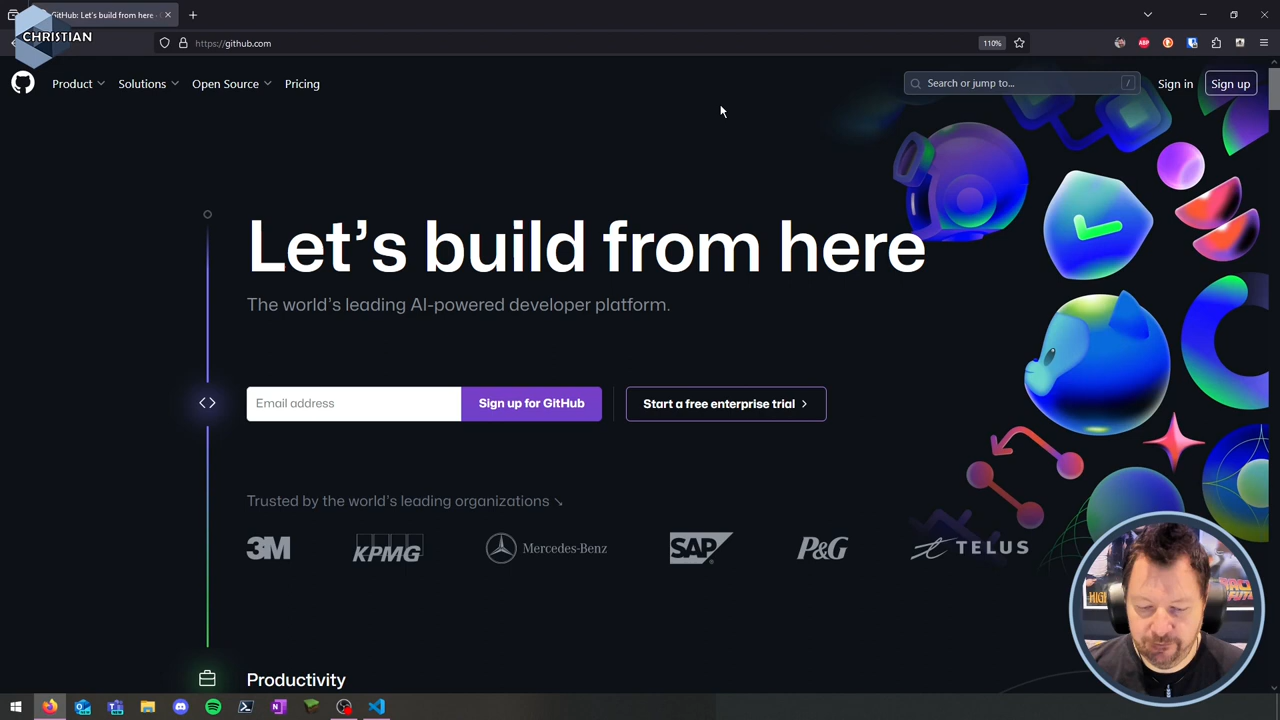 GitHub: Let's build from here ·
CHRISTIAN
https://github.com
110%
ABP
Product
Solutions
Open Source
Pricing
Search or jump to...
/
Sign in
Sign up
Let's build from here
The world's leading AI-powered developer platform.
Email address
Sign up for GitHub
Start a free enterprise trial
Trusted by the world's leading organizations
3M
KPMG
Mercedes-Benz
SAP
P&G
TELUS
Productivity